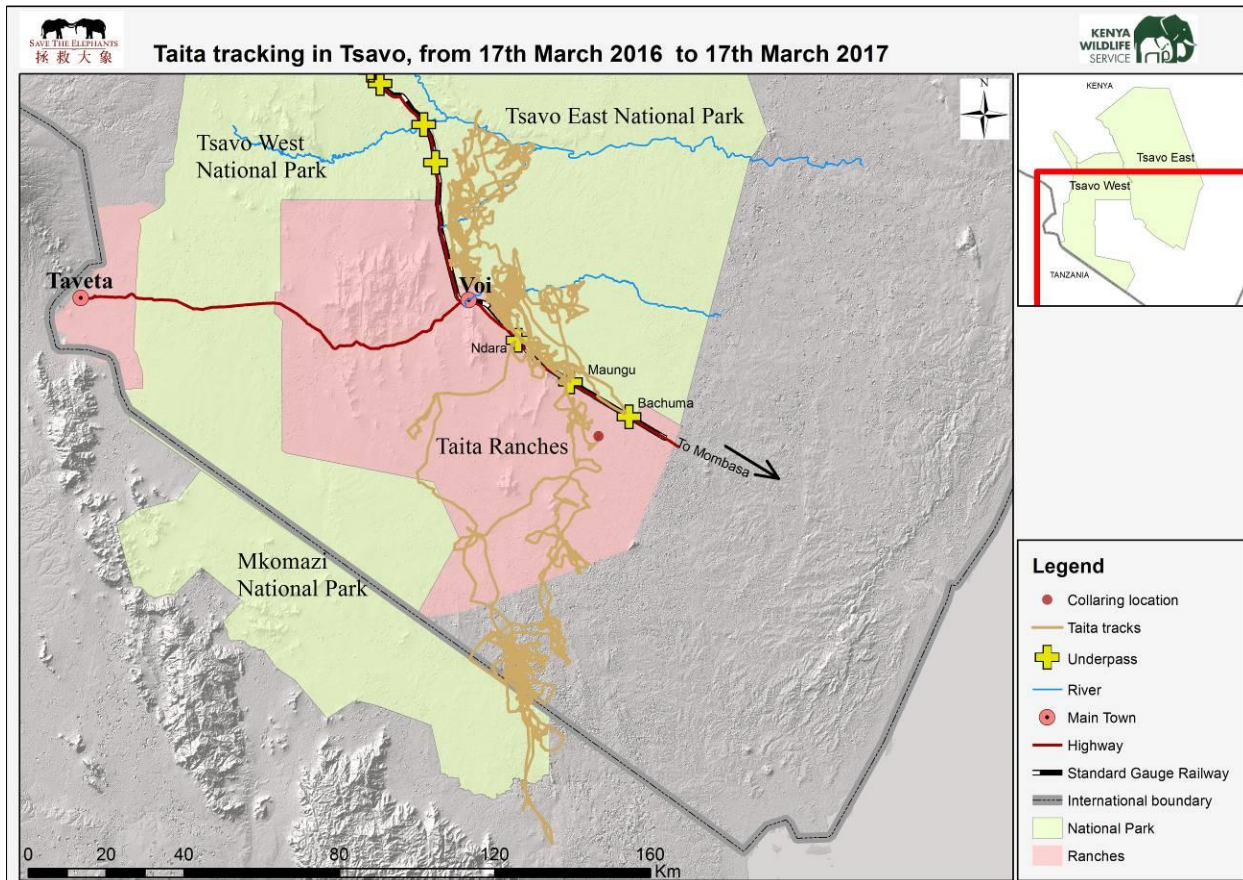 SAVE THE ELEPHANTS
拯救大象
Taita tracking in Tsavo, from 17th March 2016 to 17th March 2017
KENYA
WILDLIFE
SERVICE
N
Tsavo East National Park
Tsavo West
National Park
Taveta
Voi
Ndara
Maungu
Bachuma
Taita Ranches
To Mombasa
Mkomazi
National Park
0 20 40 80 120 160
Km
KENYA
Tsavo East
Tsavo West
TANZANIA
Legend
Collaring location
Taita tracks
Underpass
River
Main Town
Highway
Standard Gauge Railway
International boundary
National Park
Ranches